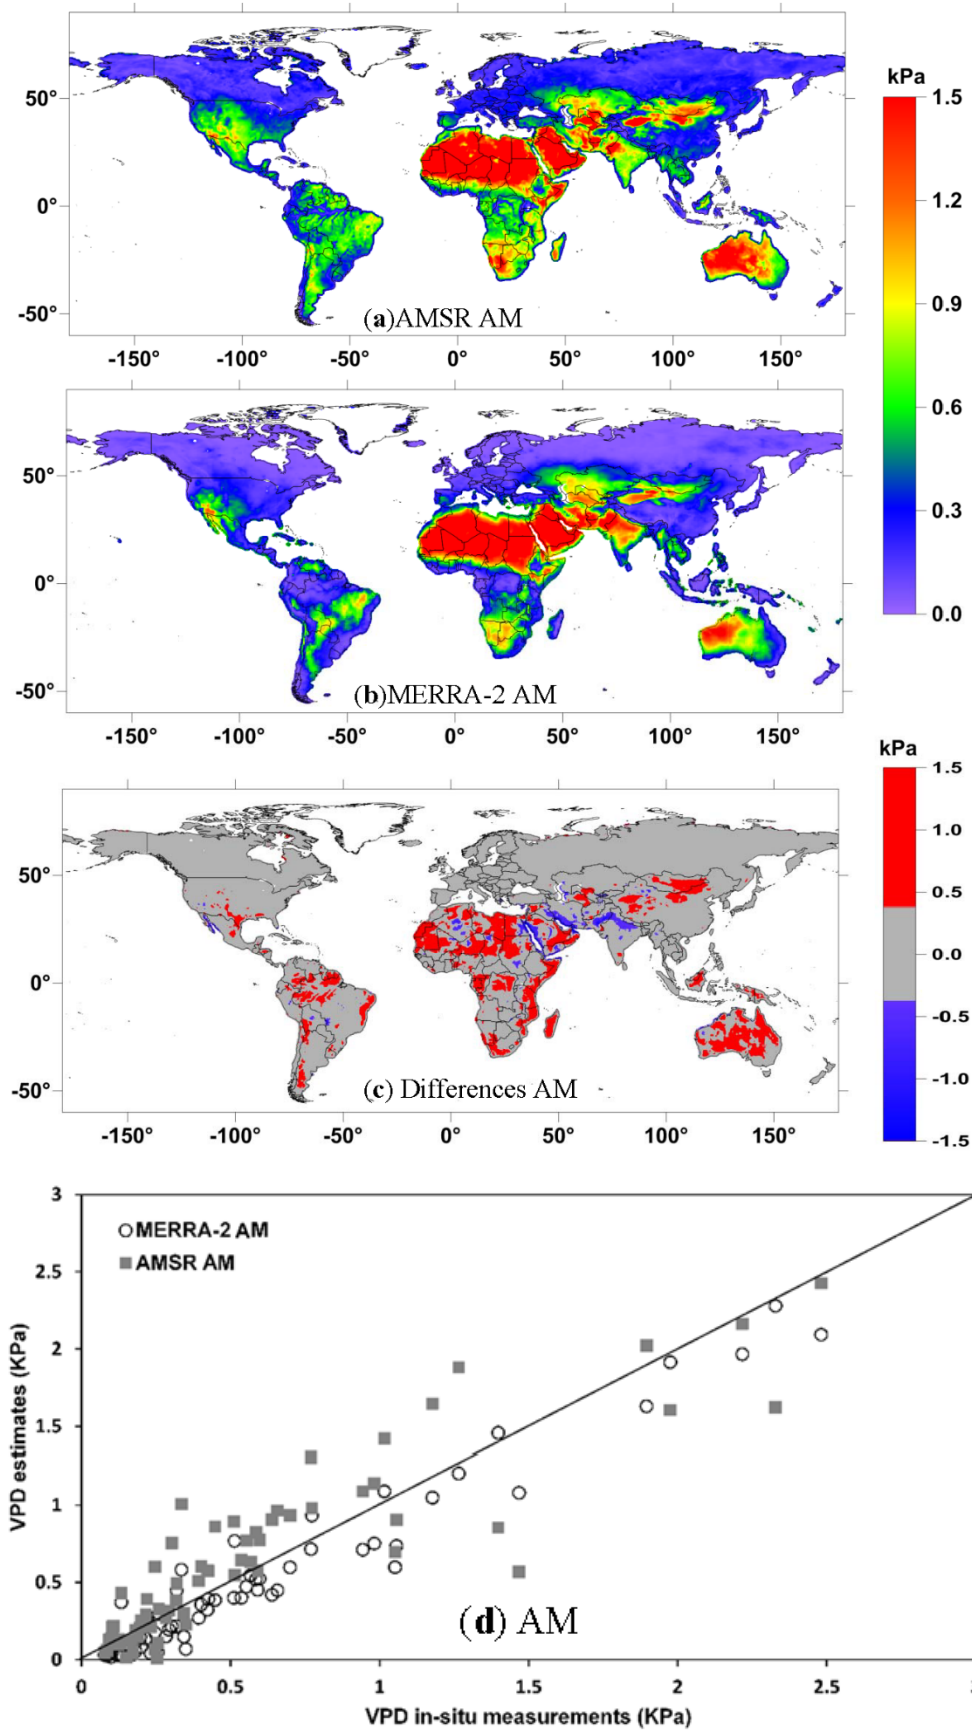 kPa
50°
0°
-50°
(a)AMSR AM
-150° -100° -50° 0° 50° 100° 150°
1.5
1.2
0.9
0.6
0.3
0.0
50°
0°
-50°
(b)MERRA-2 AM
-150° -100° -50° 0° 50° 100° 150°
kPa
50°
0°
-50°
(c) Differences AM
-150° -100° -50° 0° 50° 100° 150°
1.5
1.0
0.5
0.0
-0.5
-1.0
-1.5
VPD estimates (KPa)
3
2.5
2
1.5
1
0.5
0
MERRA-2 AM
AMSR AM
(d) AM
0 0.5 1 1.5 2 2.5
VPD in-situ measurements (KPa)